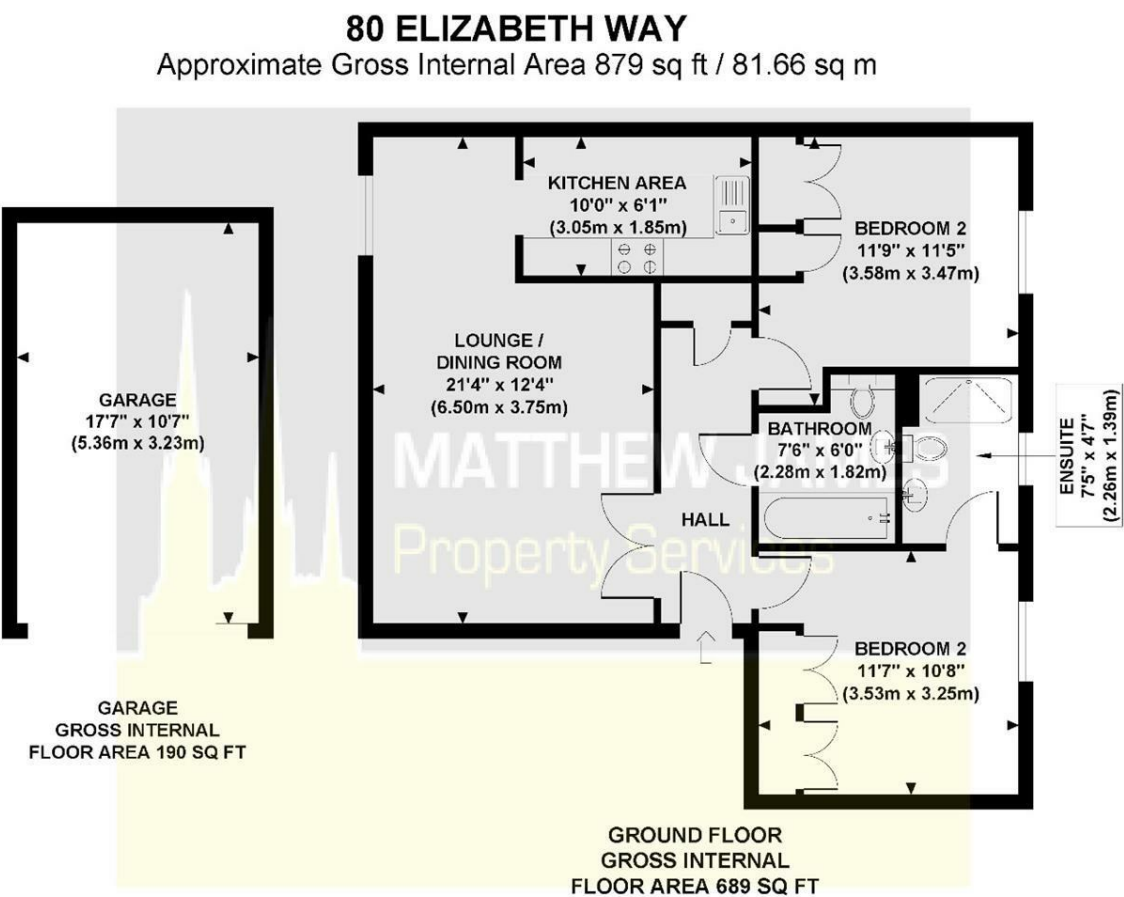 80 ELIZABETH WAY
Approximate Gross Internal Area 879 sq ft / 81.66 sq m
KITCHEN AREA
10'0" x 6'1"
(3.05m x 1.85m)
BEDROOM 2
11'9" x 11'5"
(3.58m x 3.47m)
LOUNGE /
DINING ROOM
21'4" x 12'4"
(6.50m x 3.75m)
GARAGE
17'7" x 10'7"
(5.36m x 3.23m)
BATHROOM
7'6" x 6'0"
(2.28m x 1.82m)
ENSUITE
7'5" x 4'7"
(2.26m x 1.39m)
MATTHEW JAMES
Property Services
HALL
BEDROOM 2
11'7" x 10'8"
(3.53m x 3.25m)
GARAGE
GROSS INTERNAL
FLOOR AREA 190 SQ FT
GROUND FLOOR
GROSS INTERNAL
FLOOR AREA 689 SQ FT